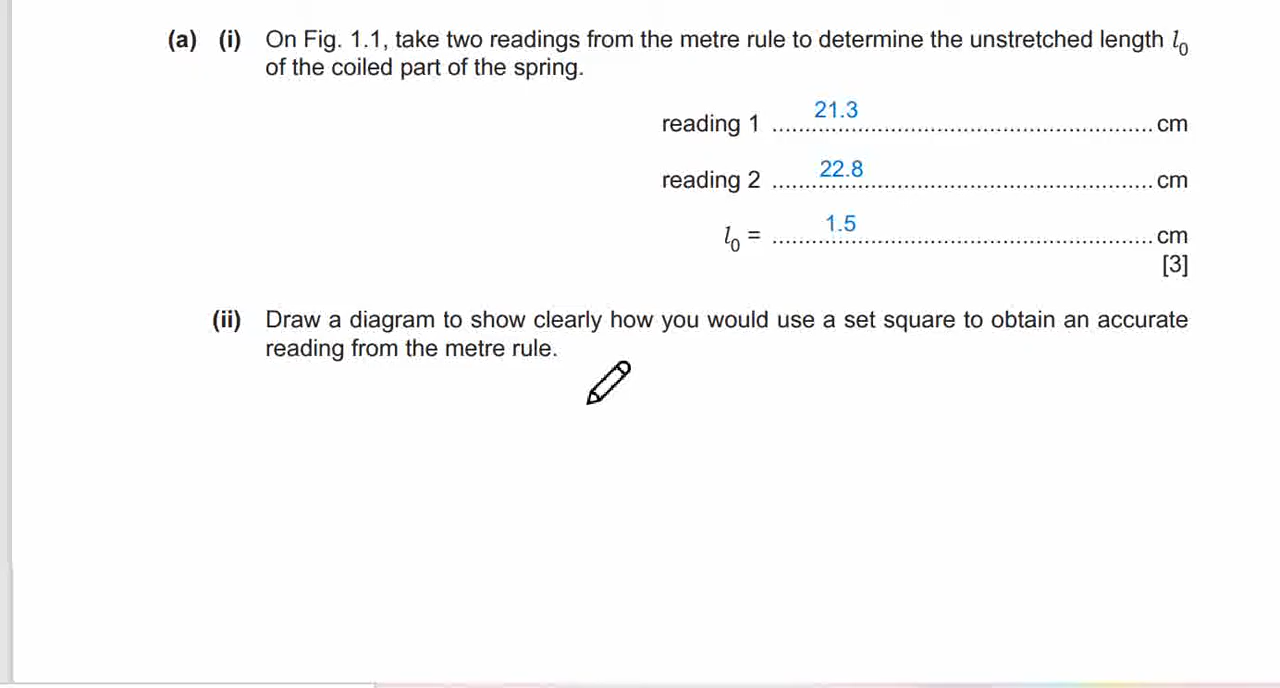 (a) (i) On Fig. 1.1, take two readings from the metre rule to determine the unstretched length l0
of the coiled part of the spring.
reading 1 21.3 cm
reading 2 22.8 cm
l0 = 1.5 cm
[3]
(ii) Draw a diagram to show clearly how you would use a set square to obtain an accurate
reading from the metre rule.